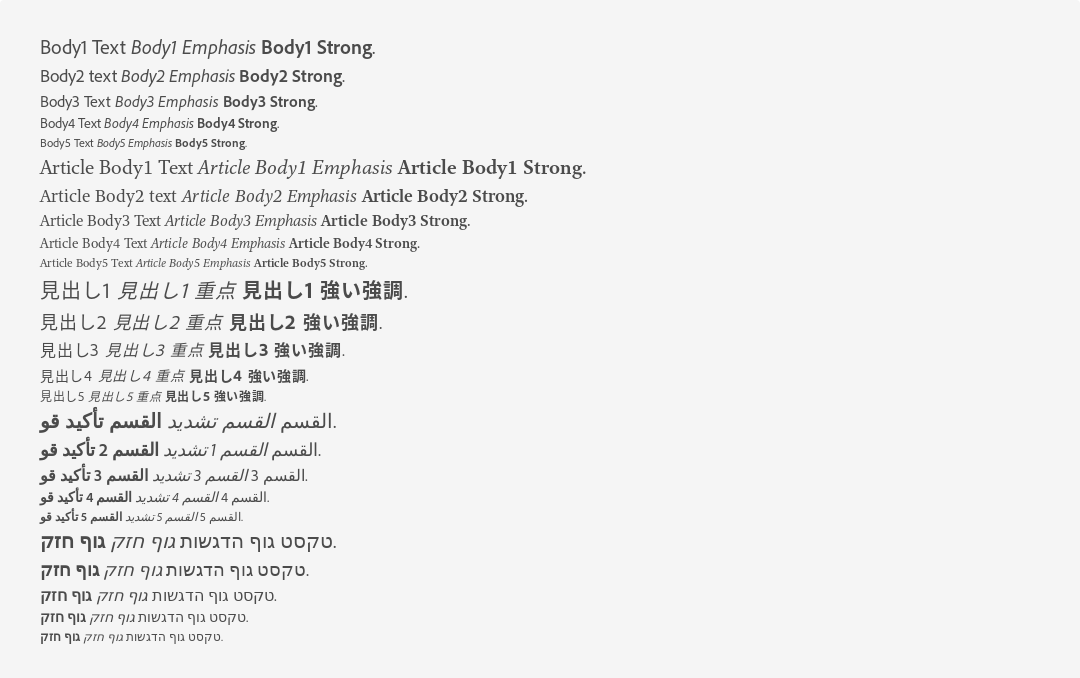 Body1 Text Body1 Emphasis Body1 Strong.
Body2 text Body2 Emphasis Body2 Strong.
Body3 Text Body3 Emphasis Body3 Strong.
Body4 Text Body4 Emphasis Body4 Strong.
Body5 Text Body5 Emphasis Body5 Strong.
Article Body1 Text Article Body1 Emphasis Article Body1 Strong.
Article Body2 text Article Body2 Emphasis Article Body2 Strong.
Article Body3 Text Article Body3 Emphasis Article Body3 Strong.
Article Body4 Text Article Body4 Emphasis Article Body4 Strong.
Article Body5 Text Article Body5 Emphasis Article Body5 Strong.
見出し1 見出し1 重点 見出し1 強い強調.
見出し2 見出し2 重点 見出し2 強い強調.
見出し3 見出し3 重点 見出し3 強い強調.
見出し4 見出し4 重点 見出し4 強い強調.
見出し5 見出し5 重点 見出し5 強い強調.
القسم القسم تشديد القسم تأكيد قو.
القسم القسم 1 تشديد القسم 2 تأكيد قو.
القسم 3 القسم 3 تشديد القسم 3 تأكيد قو.
القسم 4 القسم 4 تشديد القسم 4 تأكيد قو.
القسم 5 القسم 5 تشديد القسم 5 تأكيد قو.
טקסט גוף הדגשות גוף חזק גוף חזק.
טקסט גוף הדגשות גוף חזק גוף חזק.
טקסט גוף הדגשות גוף חזק גוף חזק.
טקסט גוף הדגשות גוף חזק גוף חזק.
טקסט גוף הדגשות גוף חזק גוף חזק.